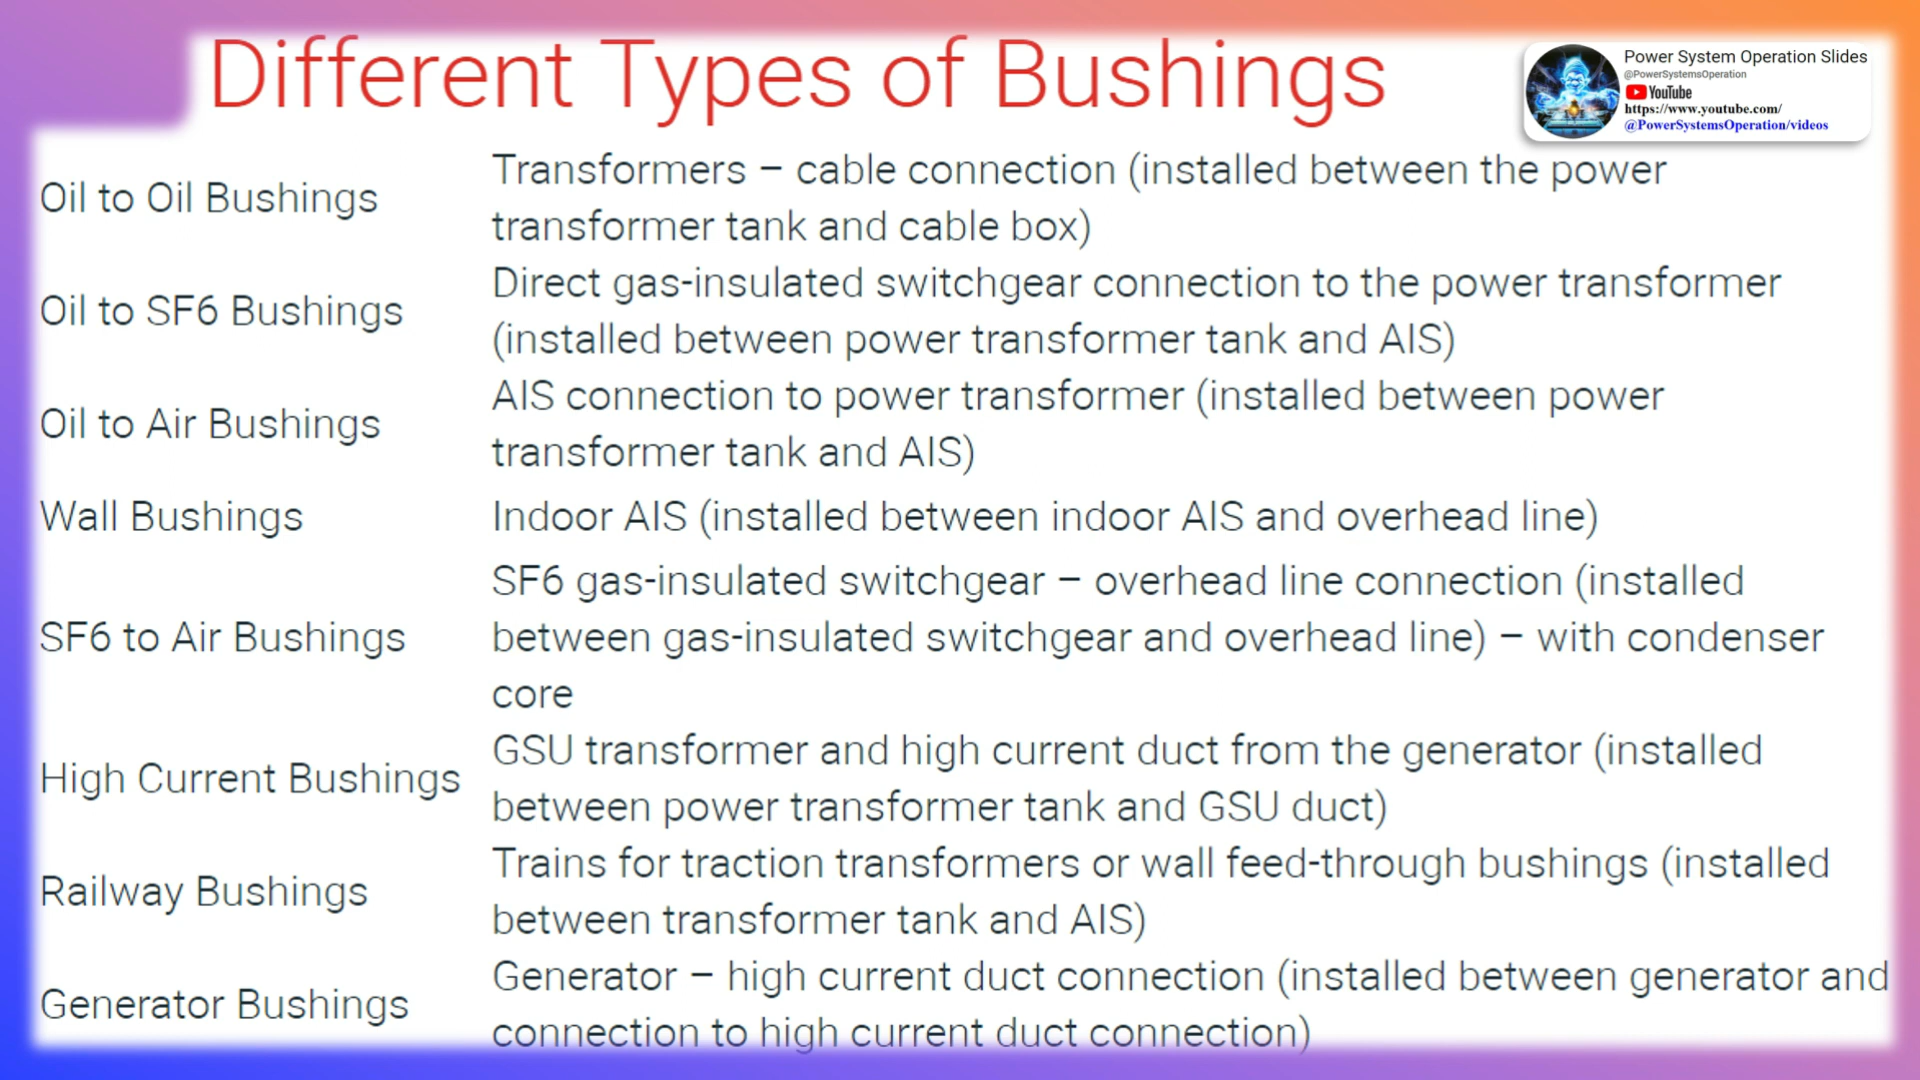 Different Types of Bushings
Power System Operation Slides
@PowerSystemsOperation
YouTube
https://www.youtube.com/
@PowerSystemsOperation/videos
Oil to Oil Bushings
Transformers – cable connection (installed between the power
transformer tank and cable box)
Oil to SF6 Bushings
Direct gas-insulated switchgear connection to the power transformer
(installed between power transformer tank and AIS)
Oil to Air Bushings
AIS connection to power transformer (installed between power
transformer tank and AIS)
Wall Bushings
Indoor AIS (installed between indoor AIS and overhead line)
SF6 to Air Bushings
SF6 gas-insulated switchgear – overhead line connection (installed
between gas-insulated switchgear and overhead line) – with condenser
core
High Current Bushings
GSU transformer and high current duct from the generator (installed
between power transformer tank and GSU duct)
Railway Bushings
Trains for traction transformers or wall feed-through bushings (installed
between transformer tank and AIS)
Generator Bushings
Generator – high current duct connection (installed between generator and
connection to high current duct connection)